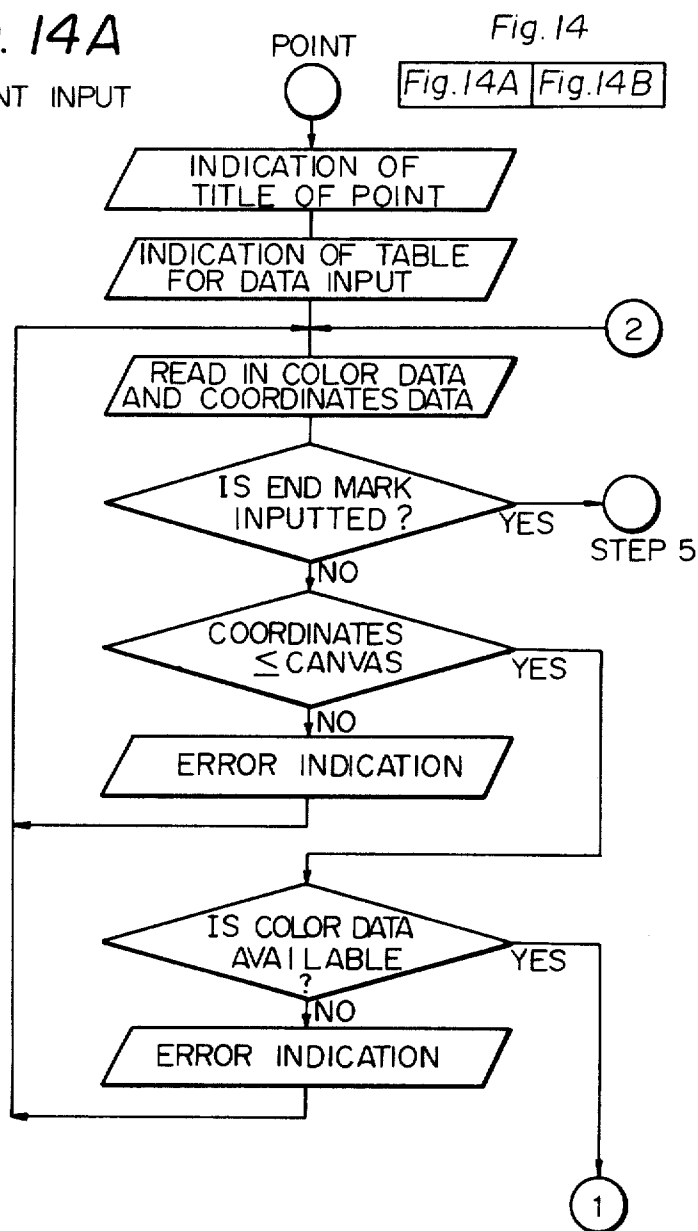 . 14A
NT INPUT
POINT
Fig. 14
Fig.14A Fig.14B
INDICATION OF
TITLE OF POINT
INDICATION OF TABLE
FOR DATA INPUT
2
READ IN COLOR DATA
AND COORDINATES DATA
IS END MARK
INPUTTED ?
YES
STEP 5
NO
COORDINATES
≤ CANVAS
YES
NO
ERROR INDICATION
IS COLOR DATA
AVAILABLE
?
YES
NO
ERROR INDICATION
1